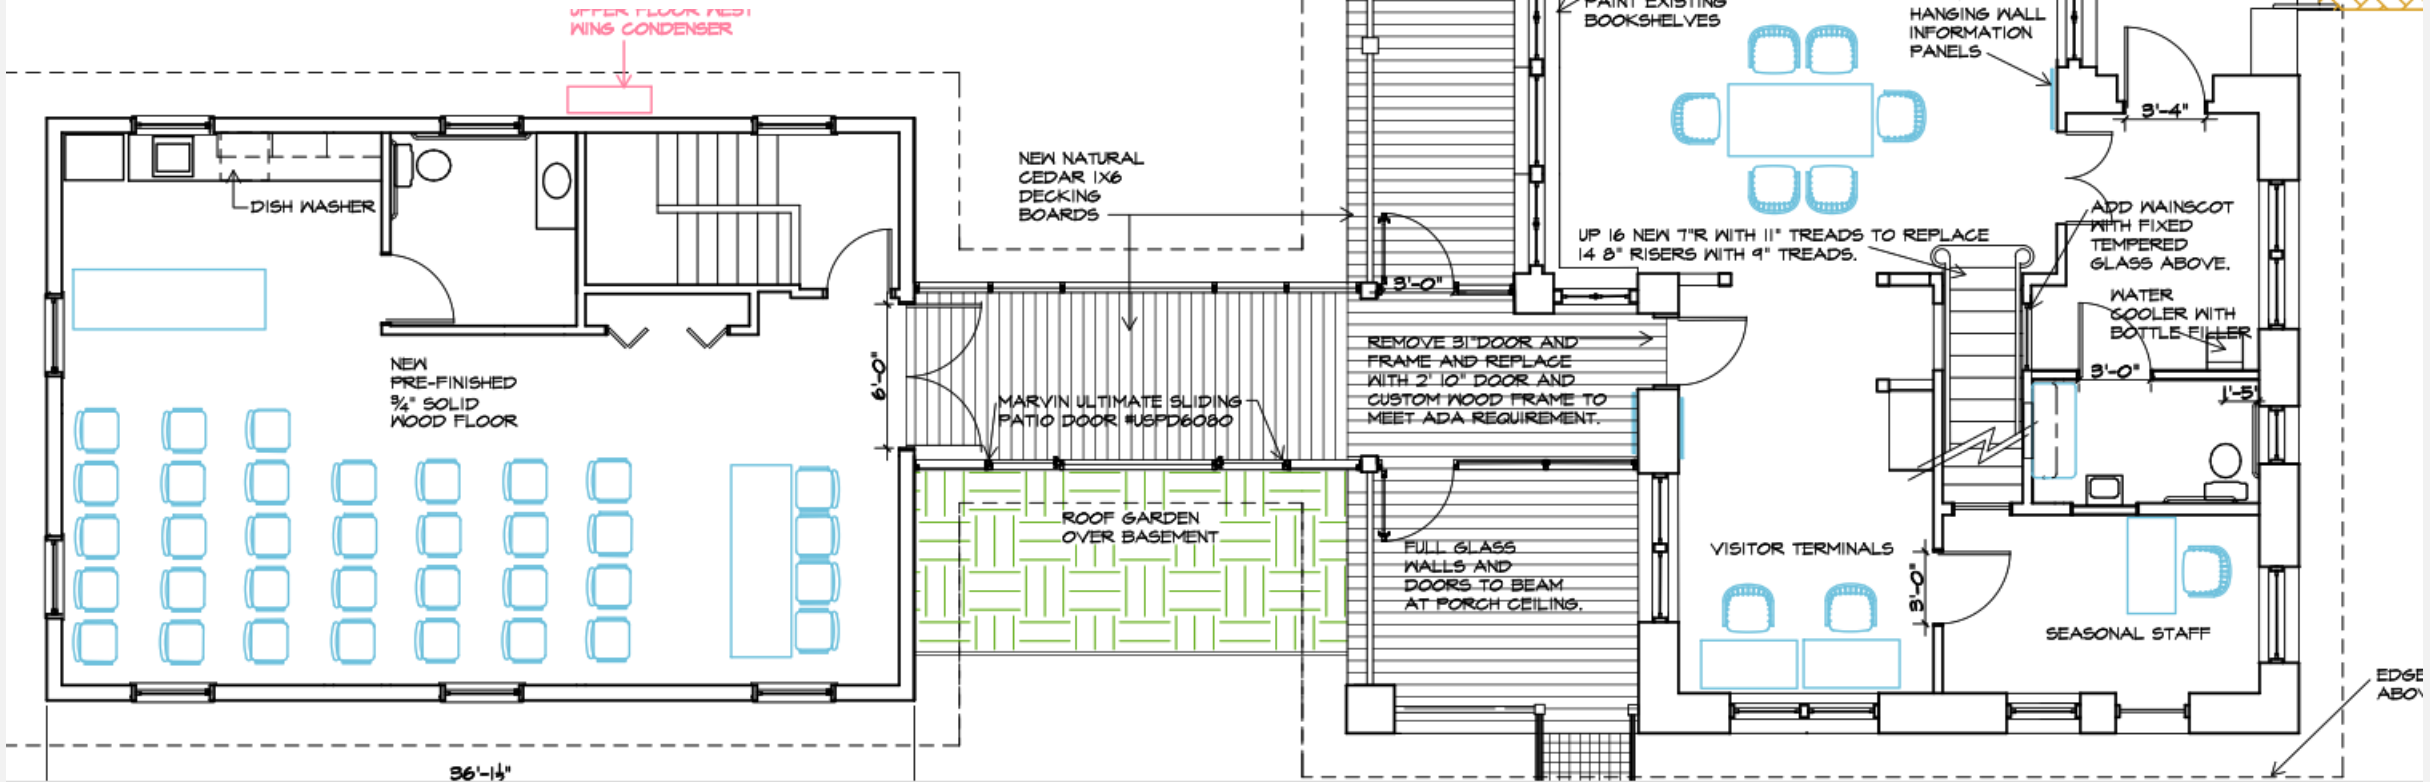 UPPER FLOOR WEST
WING CONDENSER
PAINT EXISTING
BOOKSHELVES
HANGING WALL
INFORMATION
PANELS
3'-4"
NEW NATURAL
CEDAR 1X6
DECKING
BOARDS
DISH WASHER
UP 16 NEW 7"R WITH 11" TREADS TO REPLACE
14 8" RISERS WITH 9" TREADS.
ADD WAINSCOT
WITH FIXED
TEMPERED
GLASS ABOVE.
3'-0"
WATER
COOLER WITH
BOTTLE FILLER
NEW
PRE-FINISHED
3/4" SOLID
WOOD FLOOR
6'-0"
MARVIN ULTIMATE SLIDING
PATIO DOOR #USPD6080
REMOVE 31"DOOR AND
FRAME AND REPLACE
WITH 2' 10" DOOR AND
CUSTOM WOOD FRAME TO
MEET ADA REQUIREMENT.
3'-0"
1'-5"
ROOF GARDEN
OVER BASEMENT
FULL GLASS
WALLS AND
DOORS TO BEAM
AT PORCH CEILING.
VISITOR TERMINALS
3'-0"
SEASONAL STAFF
EDGE
ABOV
36'-1½"